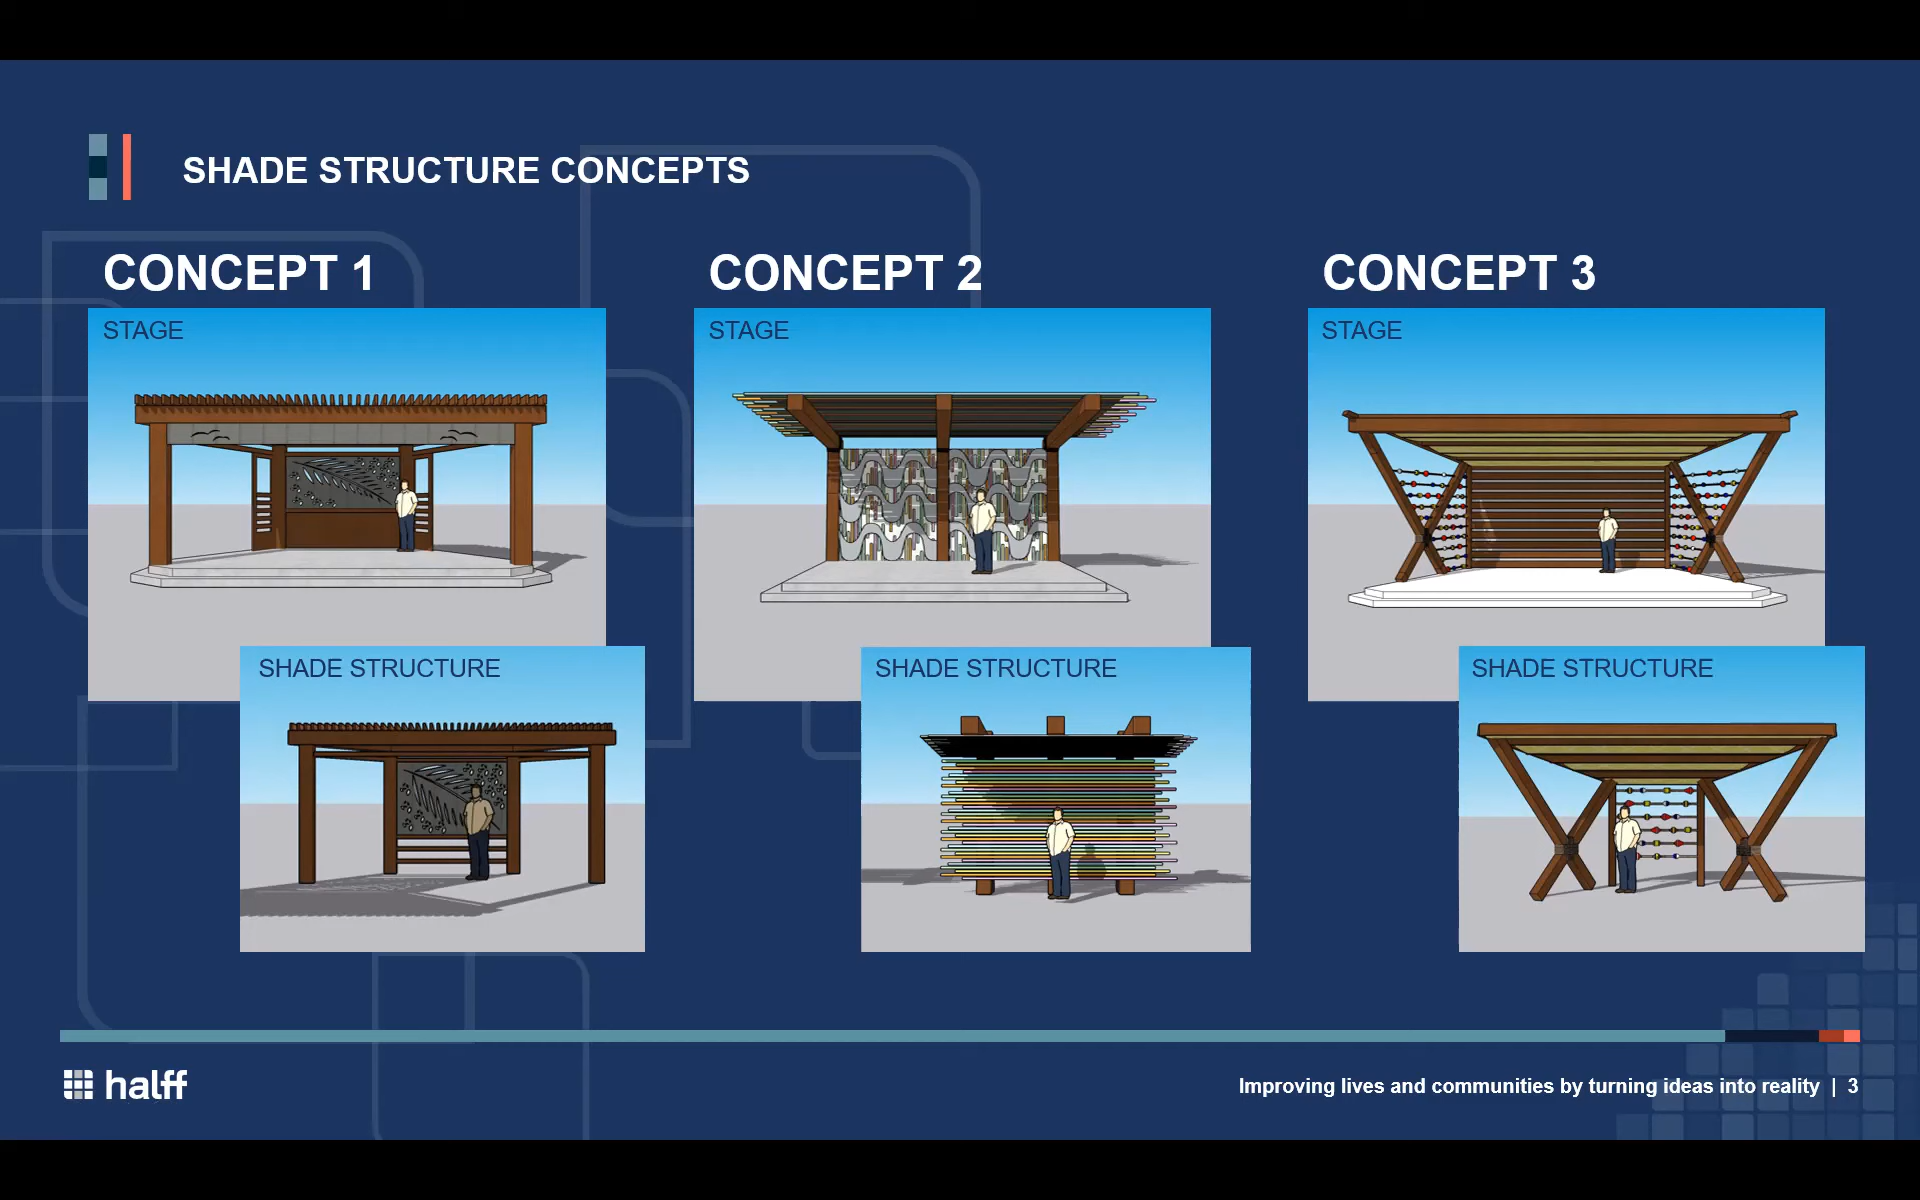 SHADE STRUCTURE CONCEPTS
CONCEPT 1
STAGE
SHADE STRUCTURE
CONCEPT 2
STAGE
SHADE STRUCTURE
CONCEPT 3
STAGE
SHADE STRUCTURE
halff
Improving lives and communities by turning ideas into reality | 3